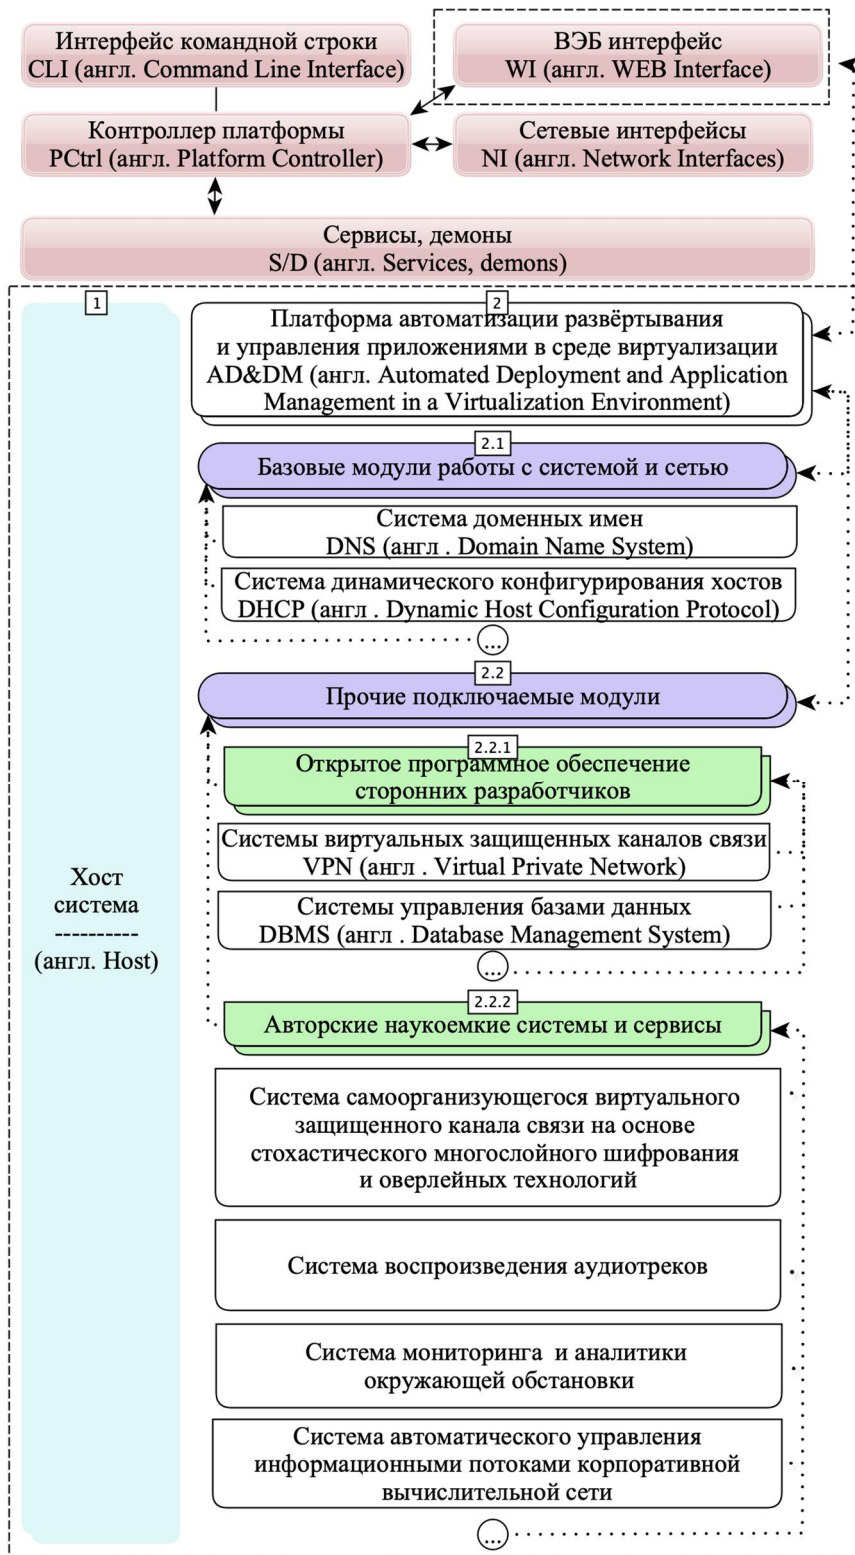 Интерфейс командной строки
CLI (англ. Command Line Interface)
ВЭБ интерфейс
WI (англ. WEB Interface)
Контроллер платформы
PCtrl (англ. Platform Controller)
Сетевые интерфейсы
NI (англ. Network Interfaces)
Сервисы, демоны
S/D (англ. Services, demons)
1
Хост
система
----------
(англ. Host)
2
Платформа автоматизации развёртывания
и управления приложениями в среде виртуализации
AD&DM (англ. Automated Deployment and Application
Management in a Virtualization Environment)
2.1
Базовые модули работы с системой и сетью
Система доменных имен
DNS (англ . Domain Name System)
Система динамического конфигурирования хостов
DHCP (англ . Dynamic Host Configuration Protocol)
...
2.2
Прочие подключаемые модули
2.2.1
Открытое программное обеспечение
сторонних разработчиков
Системы виртуальных защищенных каналов связи
VPN (англ . Virtual Private Network)
Системы управления базами данных
DBMS (англ . Database Management System)
...
2.2.2
Авторские наукоемкие системы и сервисы
Система самоорганизующегося виртуального
защищенного канала связи на основе
стохастического многослойного шифрования
и оверлейных технологий
Система воспроизведения аудиотреков
Система мониторинга и аналитики
окружающей обстановки
Система автоматического управления
информационными потоками корпоративной
вычислительной сети
...